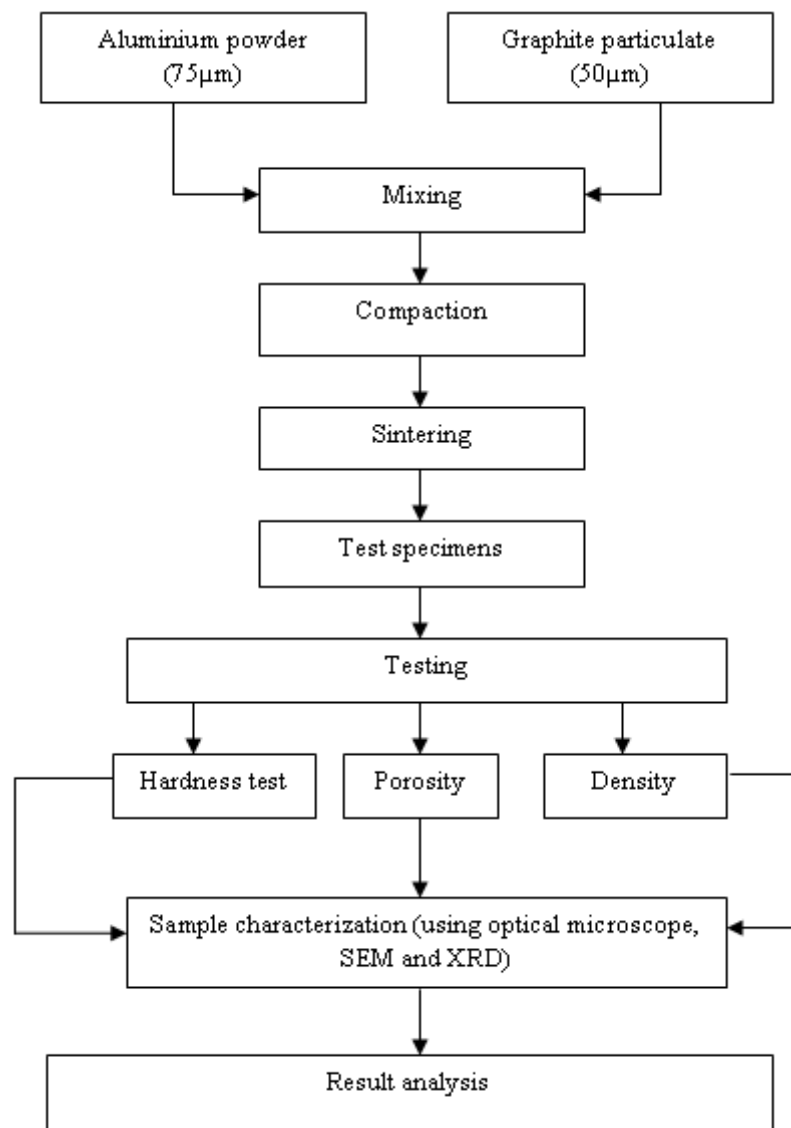 Aluminium powder
(75µm)
Graphite particulate
(50µm)
Mixing
Compaction
Sintering
Test specimens
Testing
Hardness test
Porosity
Density
Sample characterization (using optical microscope,
SEM and XRD)
Result analysis